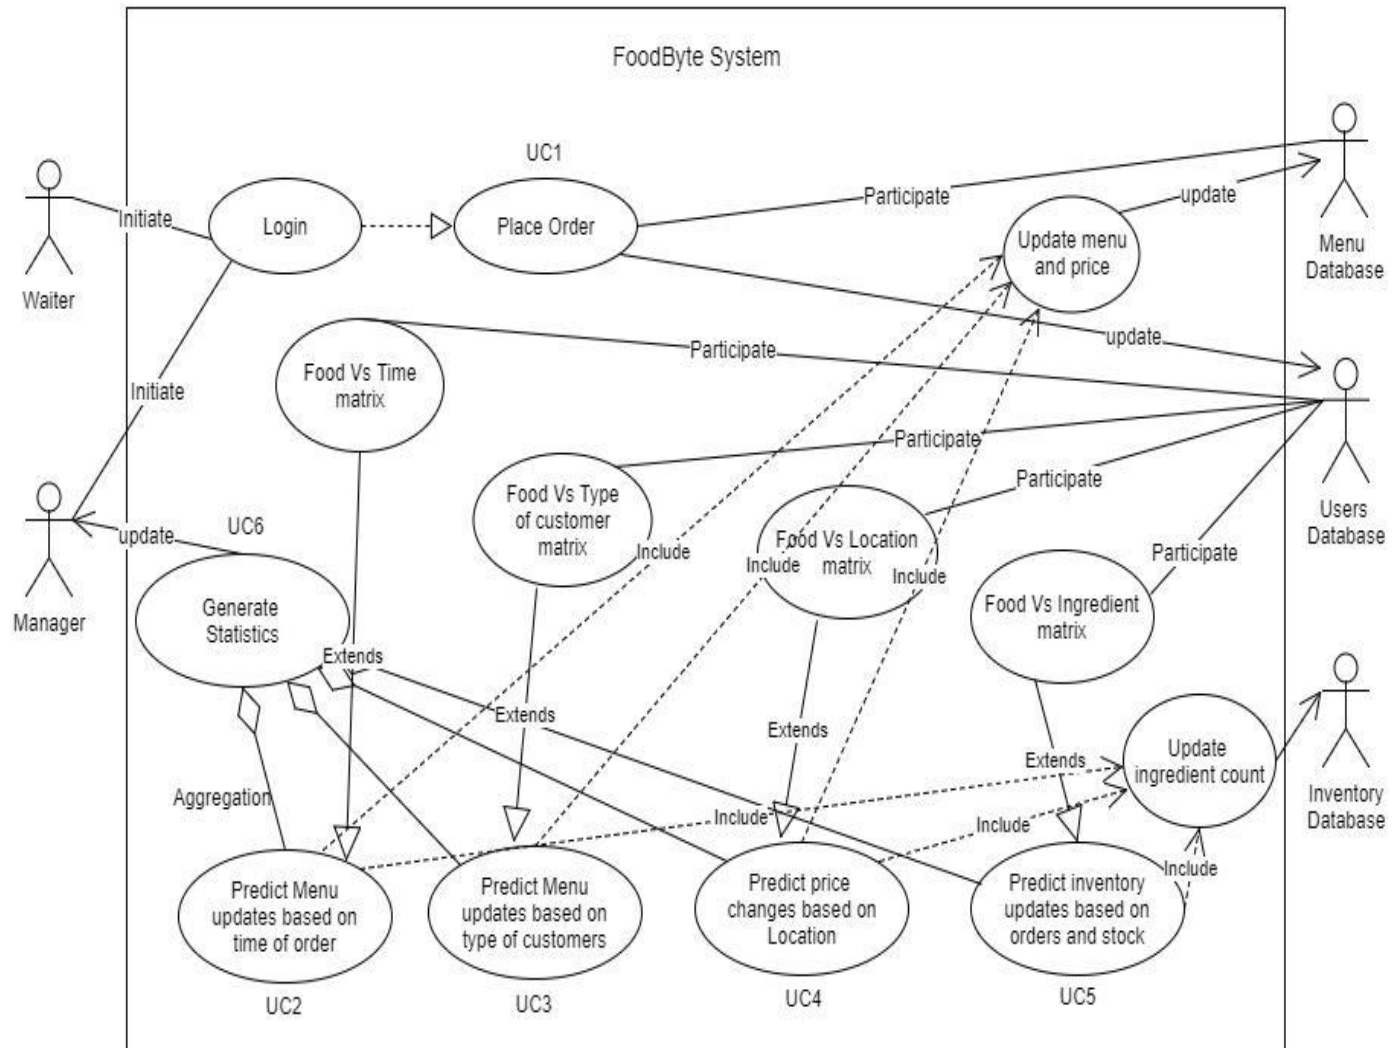 FoodByte System
UC1
Waiter
Initiate
Login
Place Order
Participate
update
Update menu
and price
Menu
Database
update
Initiate
Food Vs Time
matrix
Participate
Users
Database
Participate
Participate
Participate
Manager
update
UC6
Generate
Statistics
Food Vs Type
of customer
matrix
Include
Food Vs Location
matrix
Include
Include
Food Vs Ingredient
matrix
Extends
Extends
Extends
Extends
Update
ingredient count
Inventory
Database
Aggregation
Include
Include
Include
Predict Menu
updates based on
time of order
Predict Menu
updates based on
type of customers
Predict price
changes based on
Location
Predict inventory
updates based on
orders and stock
UC2
UC3
UC4
UC5